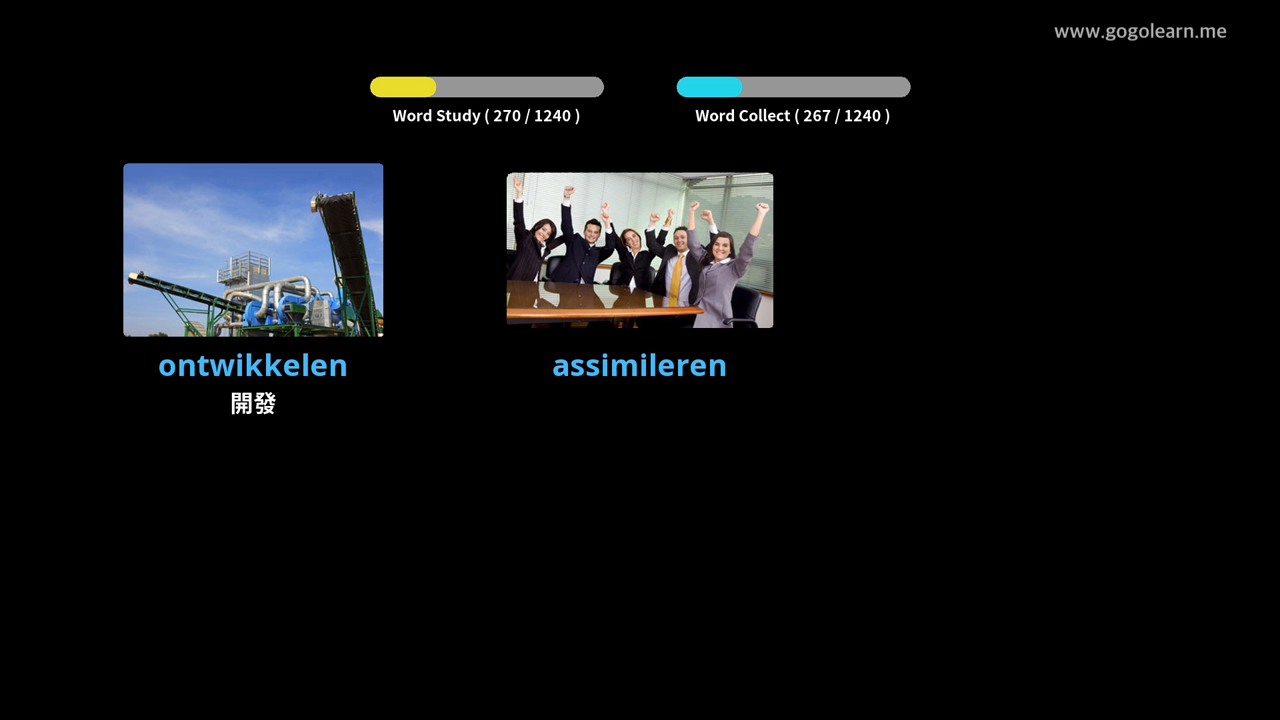 www.gogolearn.me
Word Study ( 270 / 1240 )
Word Collect ( 267 / 1240 )
ontwikkelen
開發
assimileren